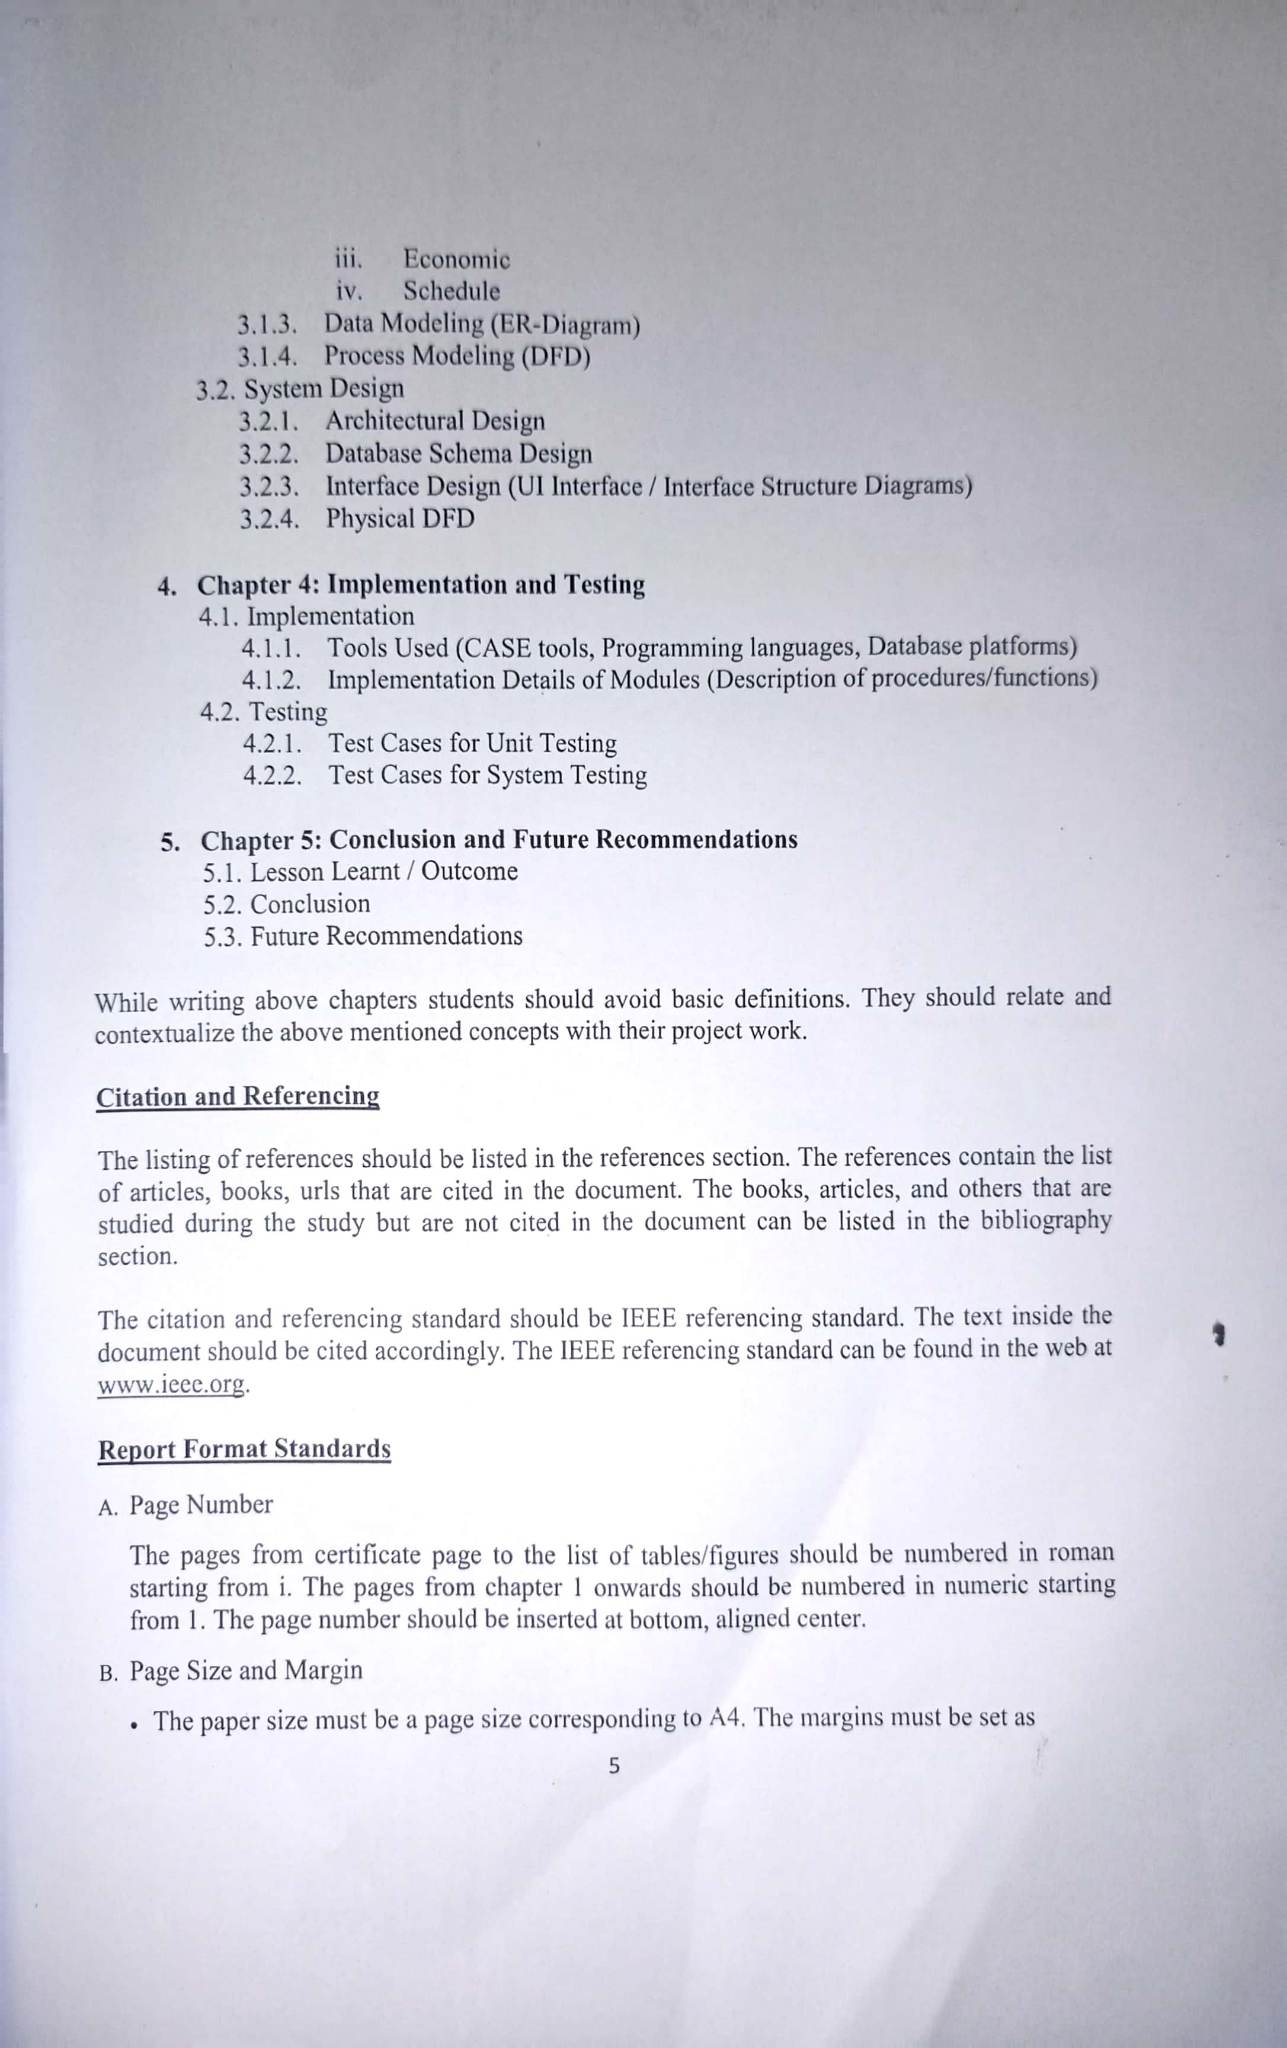 iii. Economic
iv. Schedule
3.1.3. Data Modeling (ER-Diagram)
3.1.4. Process Modeling (DFD)
3.2. System Design
3.2.1. Architectural Design
3.2.2. Database Schema Design
3.2.3. Interface Design (UI Interface / Interface Structure Diagrams)
3.2.4. Physical DFD
4. Chapter 4: Implementation and Testing
4.1. Implementation
4.1.1. Tools Used (CASE tools, Programming languages, Database platforms)
4.1.2. Implementation Details of Modules (Description of procedures/functions)
4.2. Testing
4.2.1. Test Cases for Unit Testing
4.2.2. Test Cases for System Testing
5. Chapter 5: Conclusion and Future Recommendations
5.1. Lesson Learnt / Outcome
5.2. Conclusion
5.3. Future Recommendations
While writing above chapters students should avoid basic definitions. They should relate and
contextualize the above mentioned concepts with their project work.
Citation and Referencing
The listing of references should be listed in the references section. The references contain the list
of articles, books, urls that are cited in the document. The books, articles, and others that are
studied during the study but are not cited in the document can be listed in the bibliography
section.
The citation and referencing standard should be IEEE referencing standard. The text inside the
document should be cited accordingly. The IEEE referencing standard can be found in the web at
www.ieee.org.
Report Format Standards
A. Page Number
The pages from certificate page to the list of tables/figures should be numbered in roman
starting from i. The pages from chapter 1 onwards should be numbered in numeric starting
from 1. The page number should be inserted at bottom, aligned center.
B. Page Size and Margin
• The paper size must be a page size corresponding to A4. The margins must be set as
5